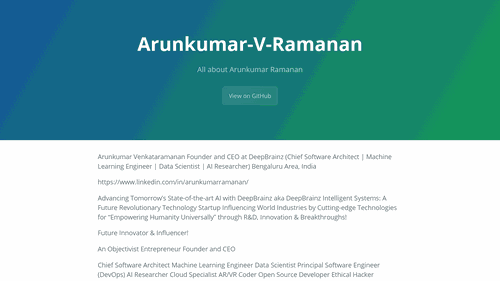 Arunkumar-V-Ramanan
All about Arunkumar Ramanan
View on GitHub
Arunkumar Venkataramanan Founder and CEO at DeepBrainz (Chief Software Architect | Machine
Learning Engineer | Data Scientist | AI Researcher) Bengaluru Area, India
https://www.linkedin.com/in/arunkumarramanan/
Advancing Tomorrow's State-of-the-art AI with DeepBrainz aka DeepBrainz Intelligent Systems; A
Future Revolutionary Technology Startup Influencing World Industries by Cutting-edge Technologies
for "Empowering Humanity Universally" through R&D, Innovation & Breakthroughs!
Future Innovator & Influencer!
An Objectivist Entrepreneur Founder and CEO
Chief Software Architect Machine Learning Engineer Data Scientist Principal Software Engineer
(DevOps) AI Researcher Cloud Specialist AR/VR Coder Open Source Developer Ethical Hacker